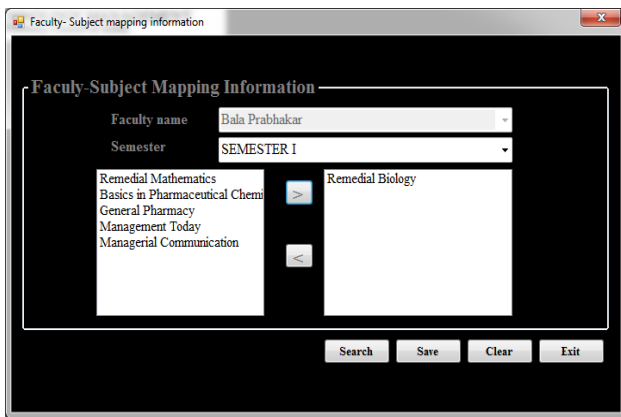 Faculty- Subject mapping information
x
Faculy-Subject Mapping Information
Faculty name Bala Prabhakar
Semester SEMESTER I
Remedial Mathematics
Basics in Pharmaceutical Chemi
General Pharmacy
Management Today
Managerial Communication
>
<
Remedial Biology
Search Save Clear Exit